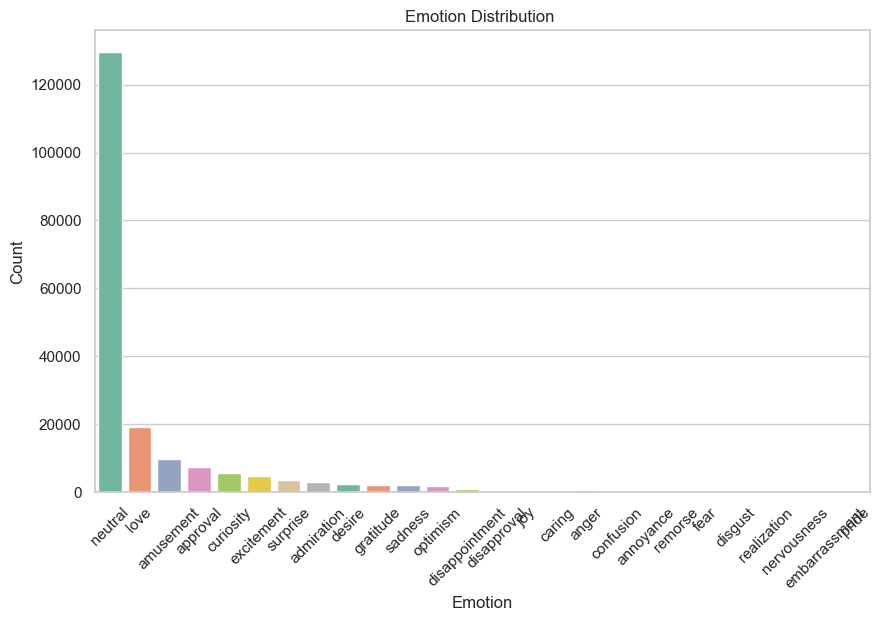 Emotion Distribution
Count
120000
100000
80000
60000
40000
20000
0
neutral
love
amusement
approval
curiosity
excitement
surprise
admiration
desire
gratitude
sadness
optimism
disappointment
disapproval
joy
caring
anger
confusion
annoyance
remorse
fear
disgust
realization
nervousness
embarrassment
pride
Emotion